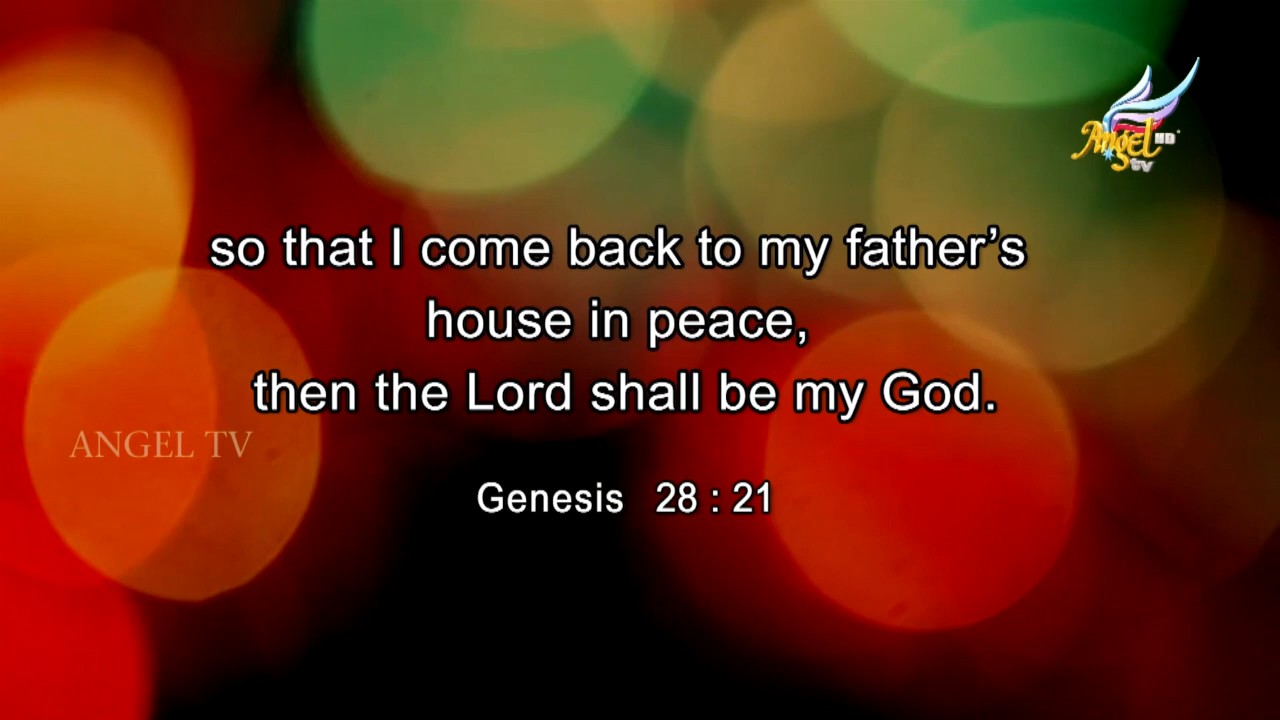 Angel HD
tv
so that I come back to my father’s
house in peace,
then the Lord shall be my God.
ANGEL TV
Genesis 28 : 21